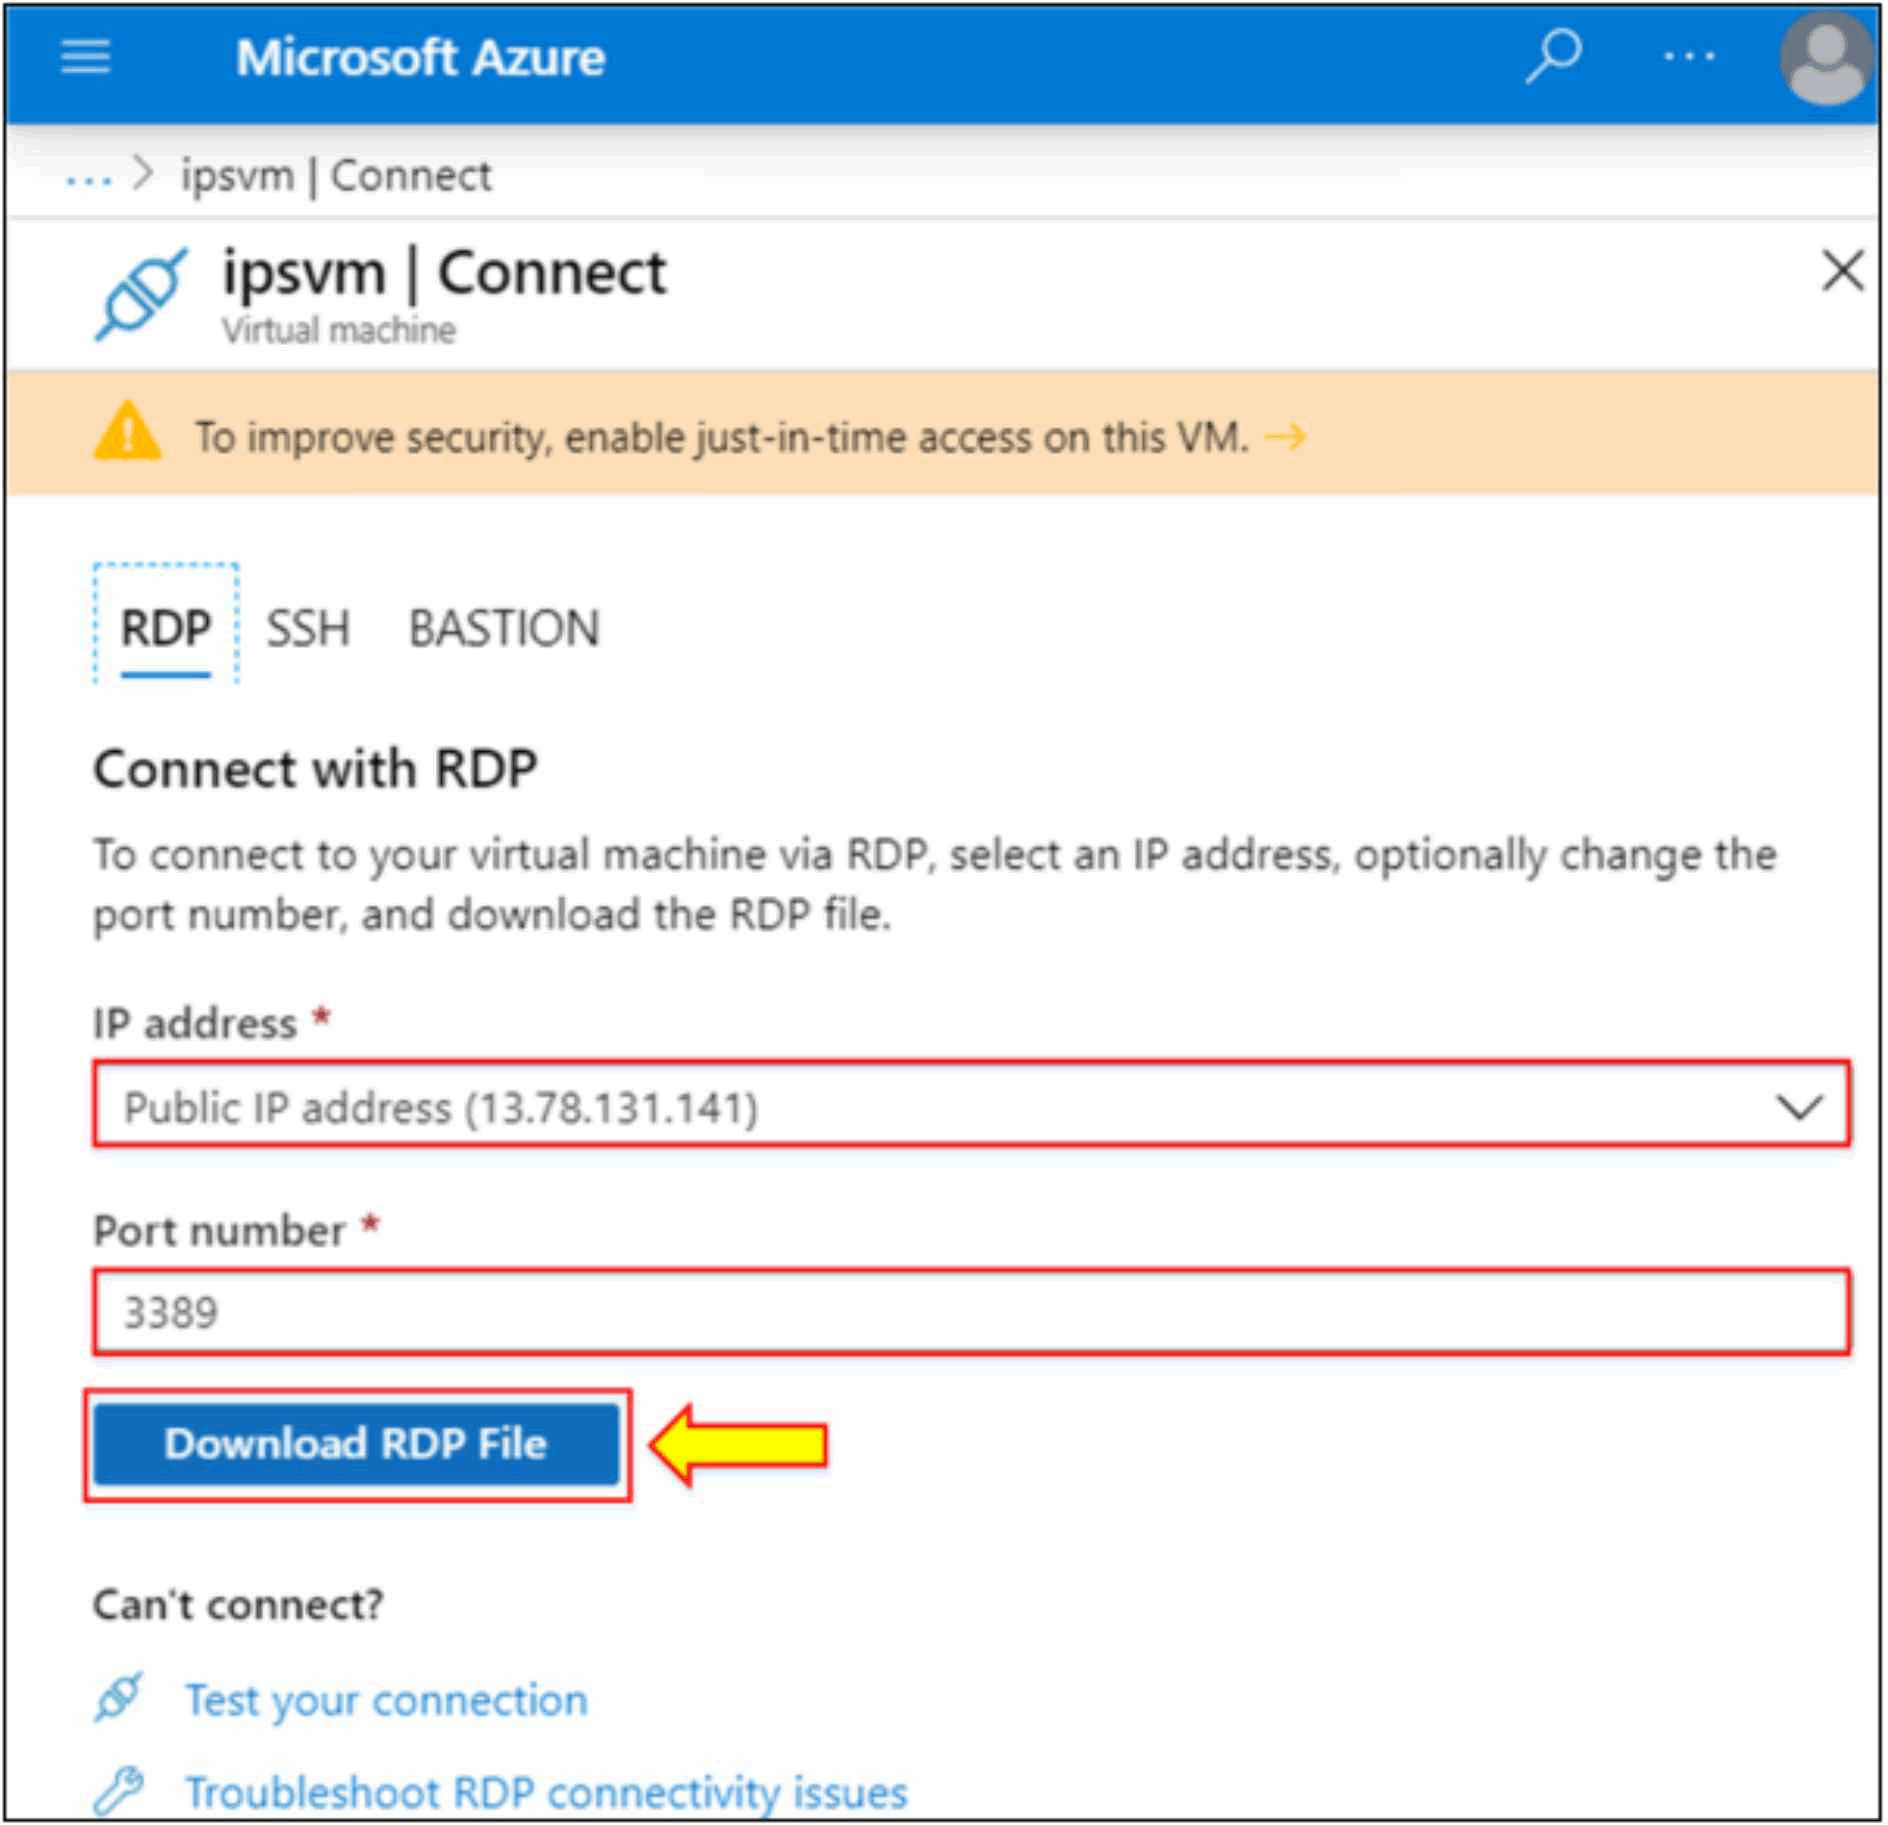 Microsoft Azure
... > ipsvm | Connect
ipsvm | Connect
Virtual machine
To improve security, enable just-in-time access on this VM. →
RDP SSH BASTION
Connect with RDP
To connect to your virtual machine via RDP, select an IP address, optionally change the
port number, and download the RDP file.
IP address *
Public IP address (13.78.131.141)
Port number *
3389
Download RDP File
Can't connect?
Test your connection
Troubleshoot RDP connectivity issues